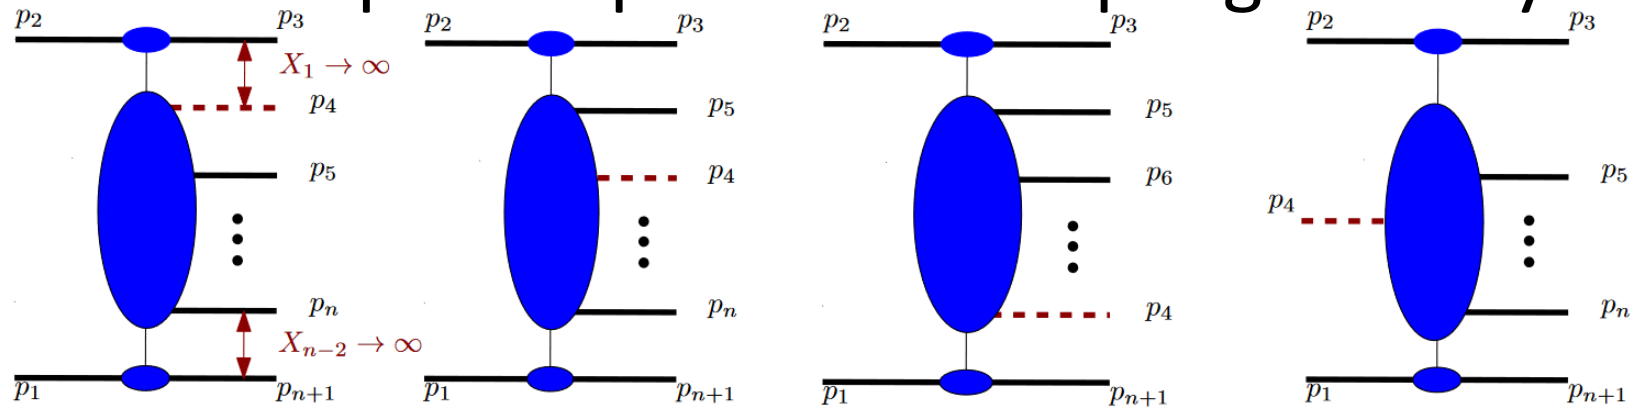 p₂ p₃ p₂ p₃ p₂ p₃ p₂ p₃
X₁ → ∞
p₄ p₅ p₅
p₅ p₄ p₆ p₅
p₄
pₙ pₙ p₄ pₙ
Xₙ₋₂ → ∞
p₁ pₙ₊₁ p₁ pₙ₊₁ p₁ pₙ₊₁ p₁ pₙ₊₁